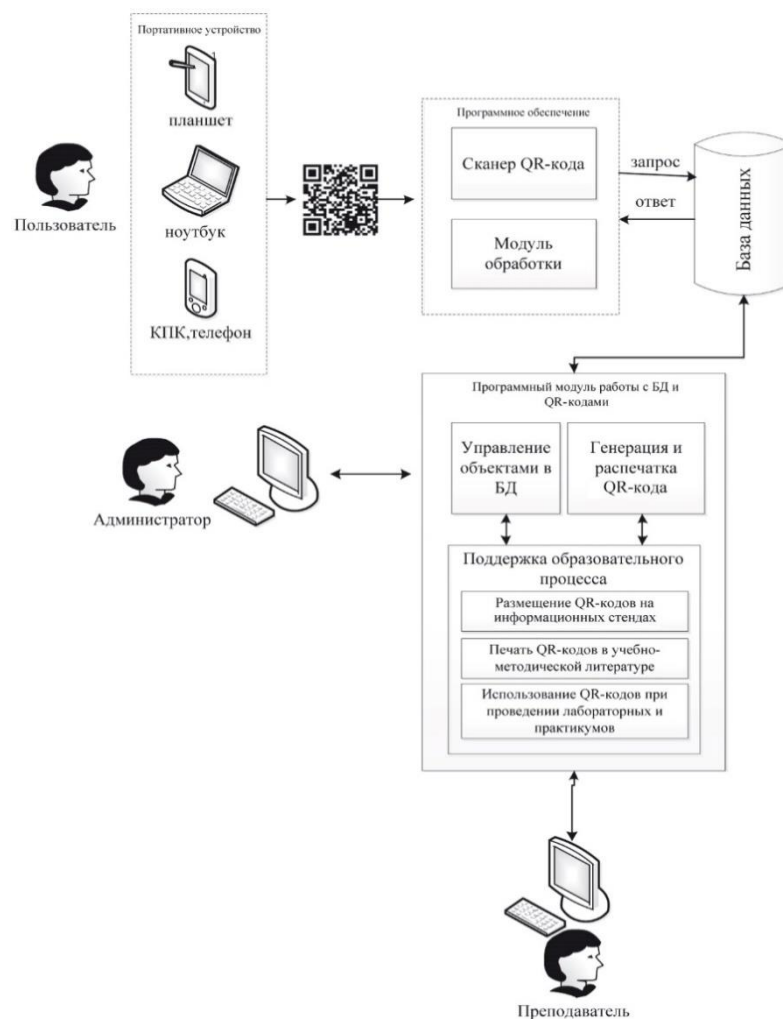 Портативное устройство
планшет
Пользователь
ноутбук
КПК,телефон
Программное обеспечение
Сканер QR-кода
Модуль
обработки
запрос
ответ
База данных
Программный модуль работы с БД и
QR-кодами
Управление
объектами в
БД
Генерация и
распечатка
QR-кода
Администратор
Поддержка образовательного
процесса
Размещение QR-кодов на
информационных стендах
Печать QR-кодов в учебно-
методической литературе
Использование QR-кодов при
проведении лабораторных и
практикумов
Преподаватель